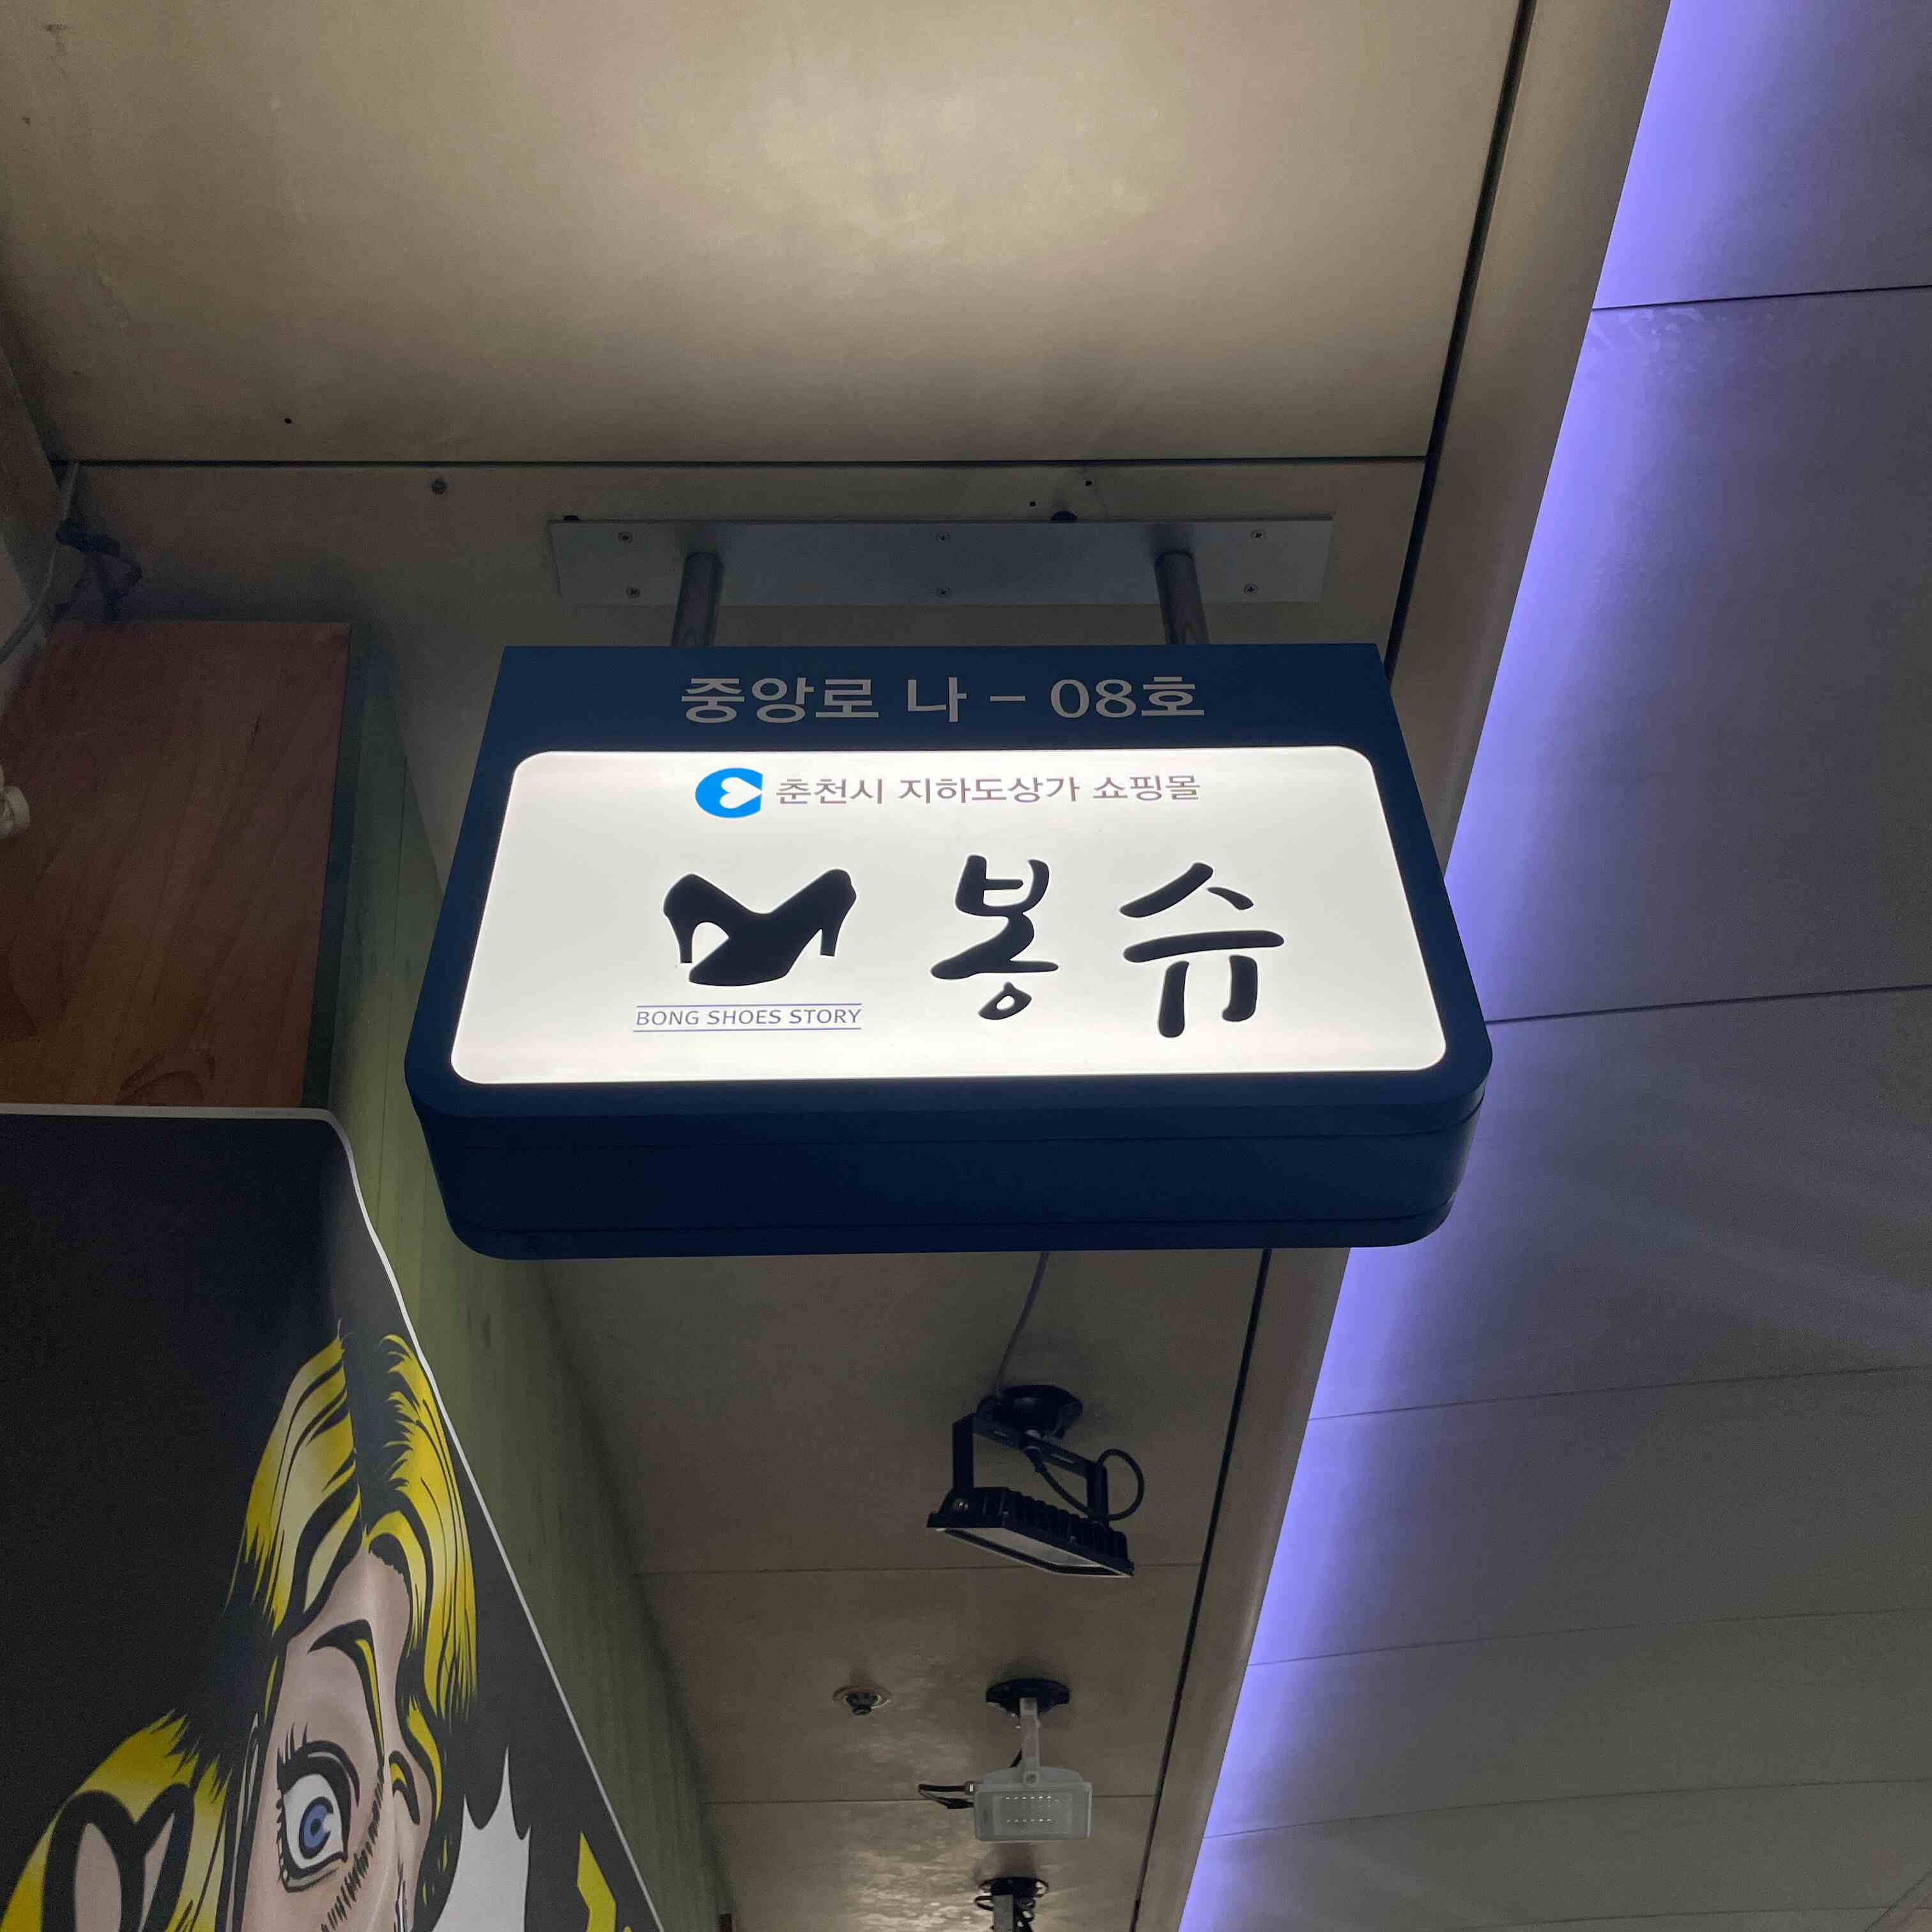 중앙로 나 - 08호
춘천시 지하도상가 쇼핑몰
봉슈
BONG SHOES STORY